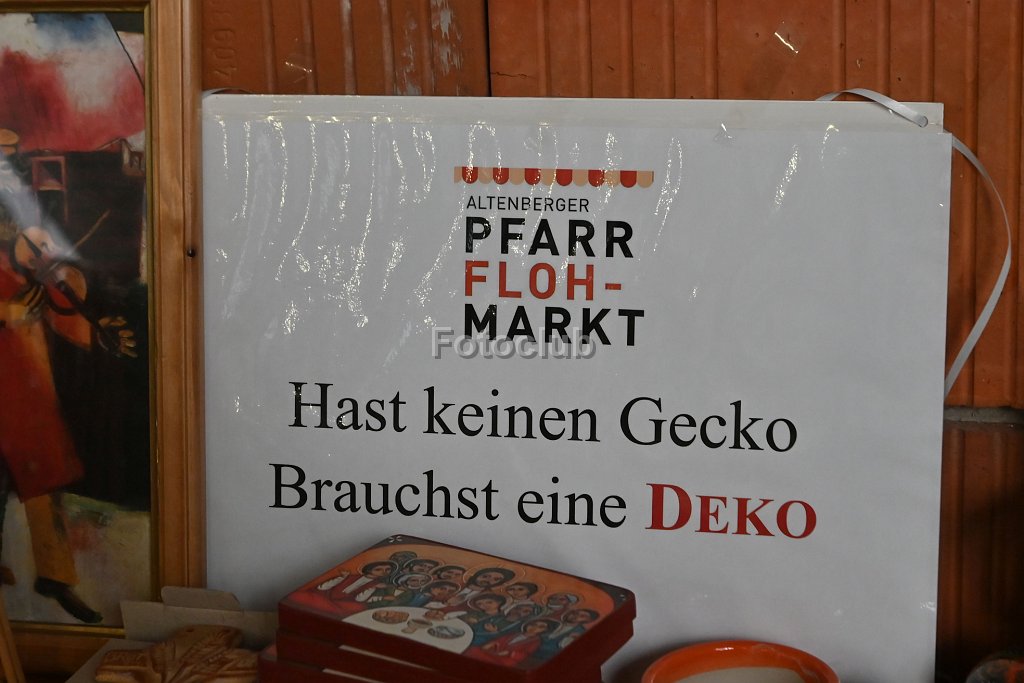 ALTENBERGER
PFARR
FLOH-
MARKT
Fotoclub
Hast keinen Gecko
Brauchst eine DEKO